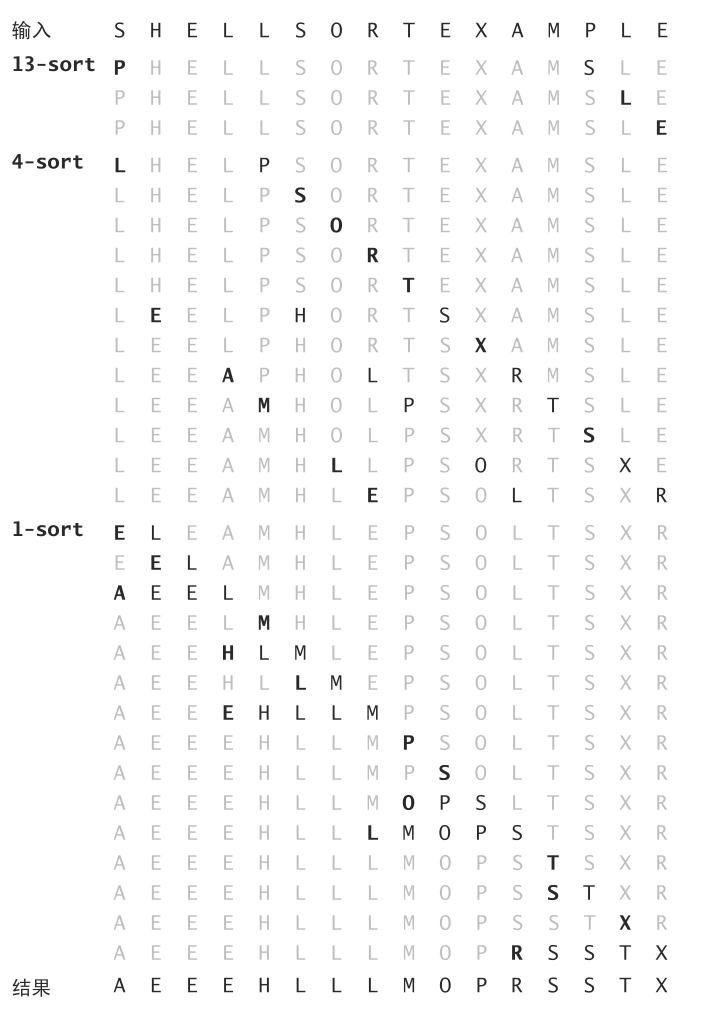 输入 S H E L L S O R T E X A M P L E
13-sort P H E L L S O R T E X A M S L E
P H E L L S O R T E X A M S L E
P H E L L S O R T E X A M S L E
4-sort L H E L P S O R T E X A M S L E
L H E L P S O R T E X A M S L E
L H E L P S O R T E X A M S L E
L H E L P S O R T E X A M S L E
L H E L P S O R T E X A M S L E
L E E L P H O R T S X A M S L E
L E E L P H O R T S X A M S L E
L E E A P H O L T S X R M S L E
L E E A M H O L P S X R T S L E
L E E A M H O L P S X R T S L E
L E E A M H L L P S O R T S X E
L E E A M H L E P S O L T S X R
1-sort E L E A M H L E P S O L T S X R
E E L A M H L E P S O L T S X R
A E E L M H L E P S O L T S X R
A E E L M H L E P S O L T S X R
A E E H L M L E P S O L T S X R
A E E H L L M E P S O L T S X R
A E E E H L L M P S O L T S X R
A E E E H L L M P S O L T S X R
A E E E H L L M P S O L T S X R
A E E E H L L M O P S L T S X R
A E E E H L L L M O P S T S X R
A E E E H L L L M O P S T S X R
A E E E H L L L M O P S S T X R
A E E E H L L L M O P S S T X R
A E E E H L L L M O P R S S T X
结果 A E E E H L L L M O P R S S T X